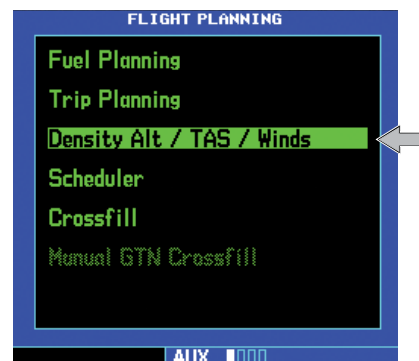 FLIGHT PLANNING
Fuel Planning
Trip Planning
Density Alt / TAS / Winds
Scheduler
Crossfill
Manual GTN Crossfill
AUX